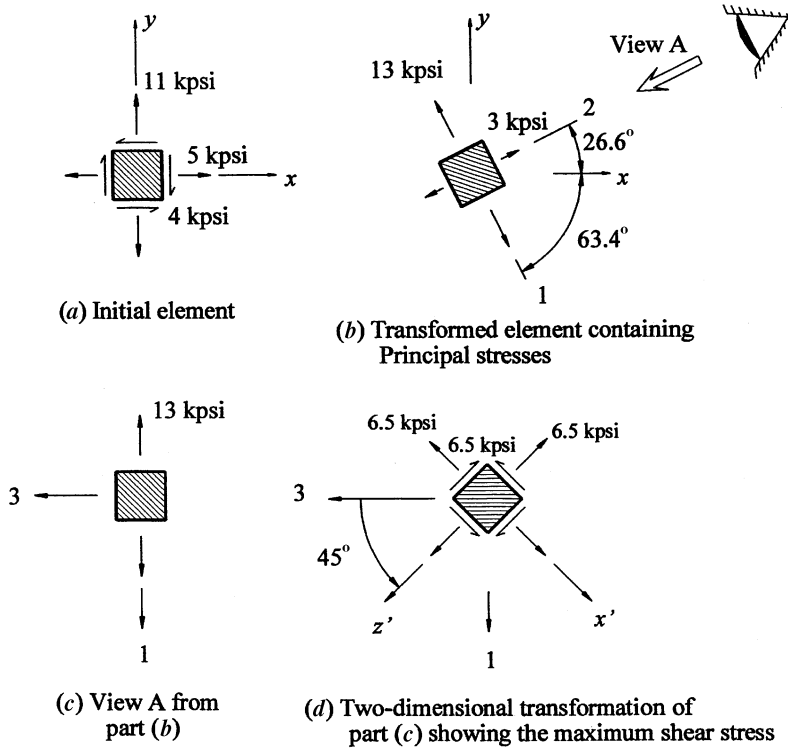 y
11 kpsi
5 kpsi
x
4 kpsi
(a) Initial element
y
View A
13 kpsi
2
3 kpsi
26.6°
x
63.4°
1
(b) Transformed element containing
Principal stresses
13 kpsi
3
1
(c) View A from
part (b)
6.5 kpsi
6.5 kpsi
6.5 kpsi
3
45°
z'
x'
1
(d) Two-dimensional transformation of
part (c) showing the maximum shear stress